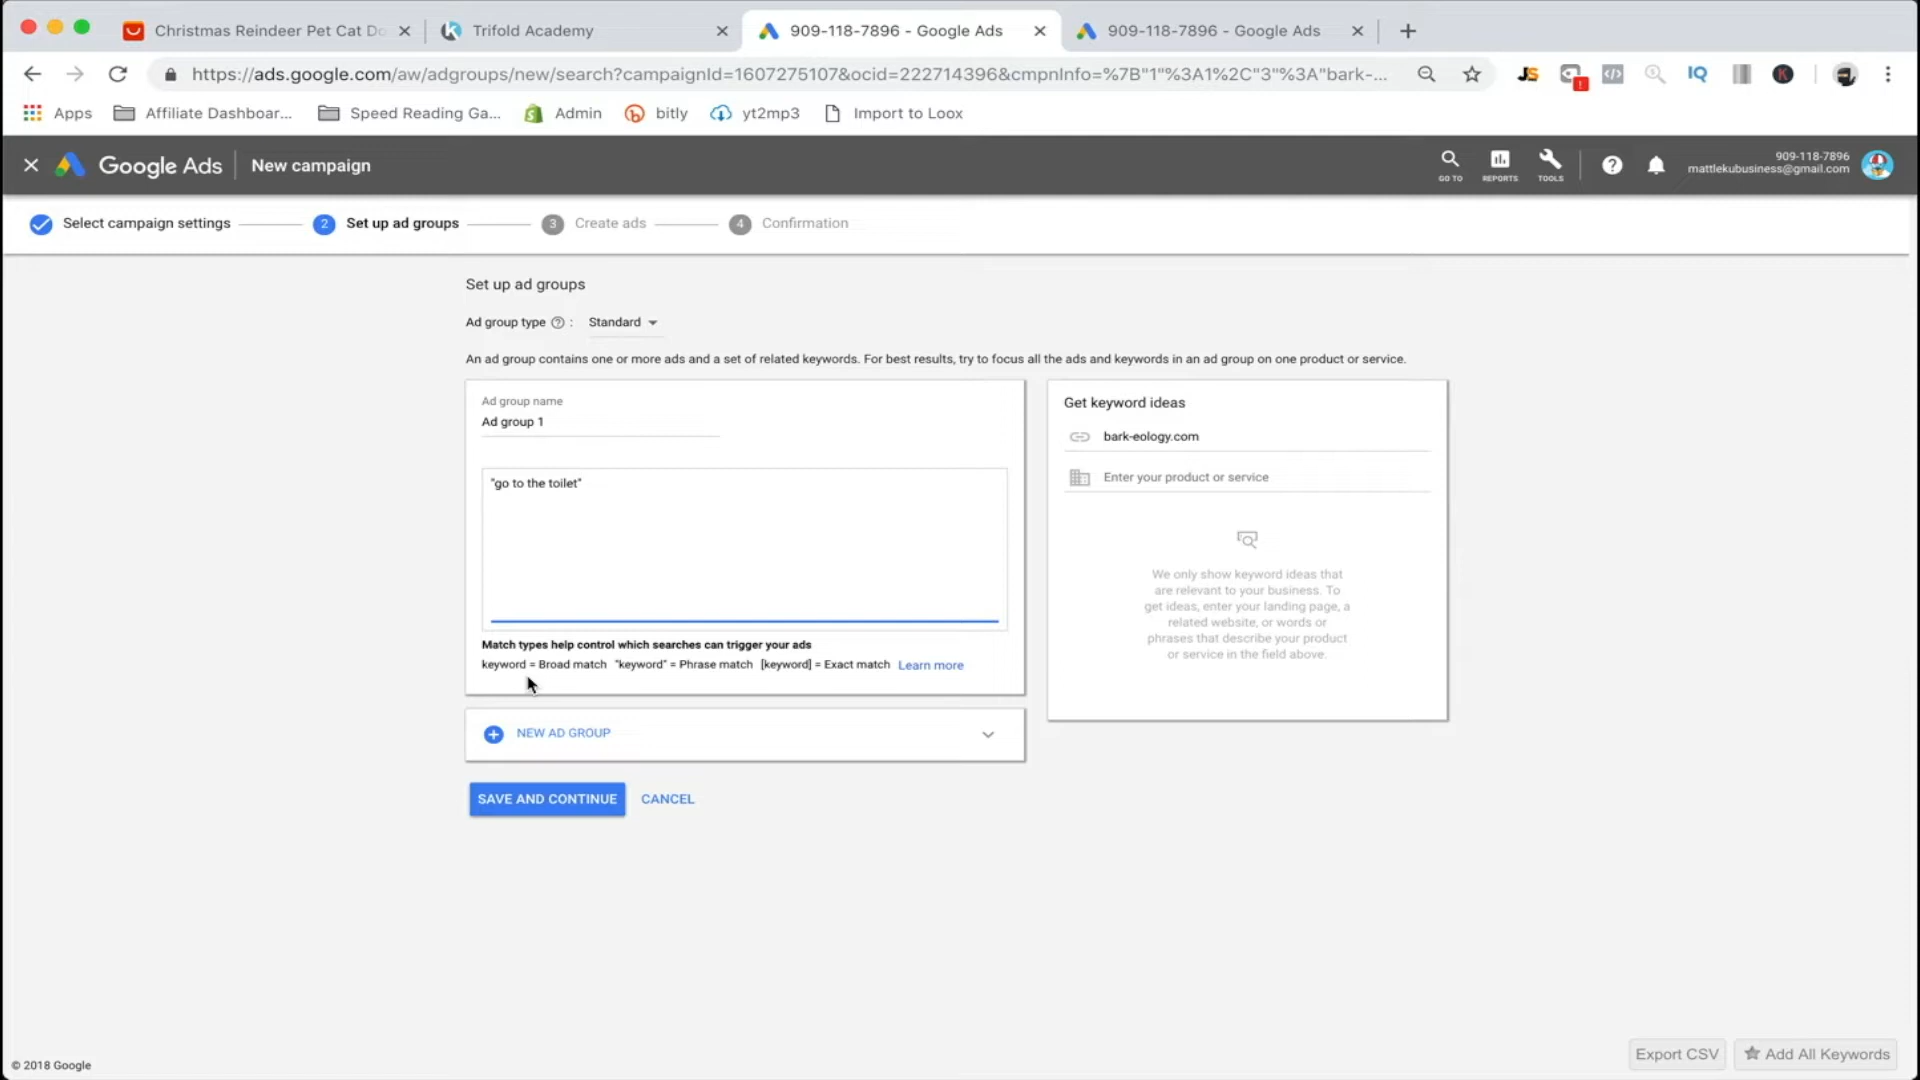 Christmas Reindeer Pet Cat Do
Trifold Academy
909-118-7896 - Google Ads
909-118-7896 - Google Ads
https://ads.google.com/aw/adgroups/new/search?campaignId=1607275107&ocid=222714396&cmpnInfo=%7B"1"%3A1%2C"3"%3A"bark-...
JS
IQ
K
Apps
Affiliate Dashboar...
Speed Reading Ga...
Admin
bitly
yt2mp3
Import to Loox
Google Ads
New campaign
GO TO
REPORTS
TOOLS
909-118-7896
mattlekubusiness@gmail.com
Select campaign settings
2 Set up ad groups
3 Create ads
4 Confirmation
Set up ad groups
Ad group type ? : Standard
An ad group contains one or more ads and a set of related keywords. For best results, try to focus all the ads and keywords in an ad group on one product or service.
Ad group name
Ad group 1
"go to the toilet"
Match types help control which searches can trigger your ads
keyword = Broad match "keyword" = Phrase match [keyword] = Exact match Learn more
Get keyword ideas
bark-eology.com
Enter your product or service
We only show keyword ideas that
are relevant to your business. To
get ideas, enter your landing page, a
related website, or words or
phrases that describe your product
or service in the field above.
NEW AD GROUP
SAVE AND CONTINUE
CANCEL
© 2018 Google
Export CSV
Add All Keywords